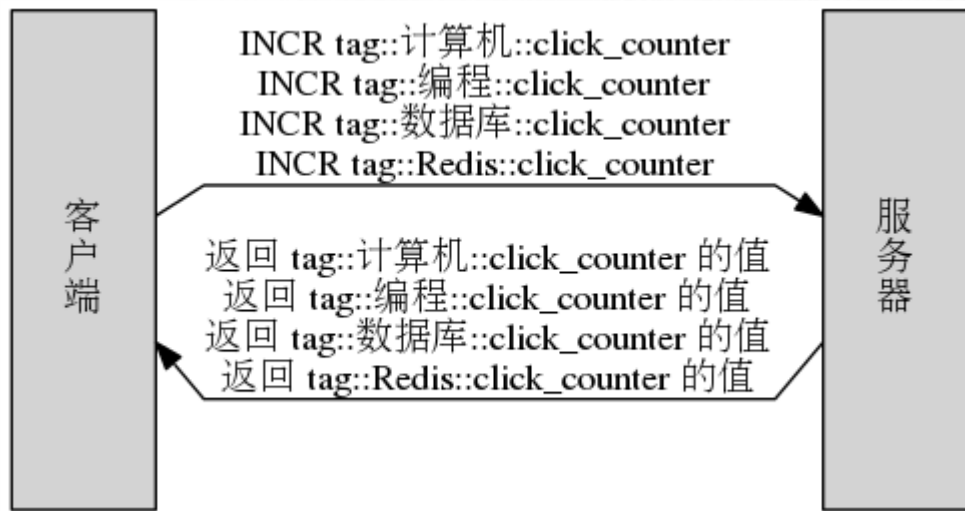 INCR tag::计算机::click_counter
INCR tag::编程::click_counter
INCR tag::数据库::click_counter
INCR tag::Redis::click_counter
客户端
服务器
返回 tag::计算机::click_counter 的值
返回 tag::编程::click_counter 的值
返回 tag::数据库::click_counter 的值
返回 tag::Redis::click_counter 的值